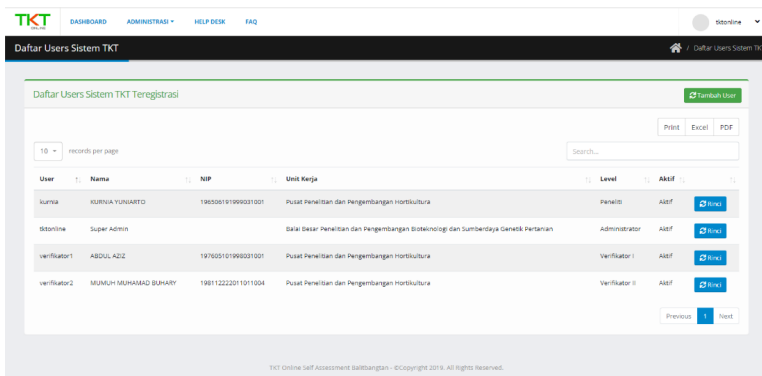 TKT
ONLINE
DASHBOARD ADMINISTRASI HELP DESK FAQ tktonline
Daftar Users Sistem TKT / Daftar Users Sistem TK
Daftar Users Sistem TKT Teregistrasi Tambah User
Print Excel PDF
10 records per page Search...
User Nama NIP Unit Kerja Level Aktif
kurnia KURNIA YUNIARTO 196506191999031001 Pusat Penelitian dan Pengembangan Hortikultura Peneliti Aktif Rinci
tktonline Super Admin Balai Besar Penelitian dan Pengembangan Bioteknologi dan Sumberdaya Genetik Pertanian Administrator Aktif Rinci
verifikator1 ABDUL AZIZ 197605101998031001 Pusat Penelitian dan Pengembangan Hortikultura Verifikator I Aktif Rinci
verifikator2 MUMUH MUHAMAD BUHARY 198112222011011004 Pusat Penelitian dan Pengembangan Hortikultura Verifikator II Aktif Rinci
Previous 1 Next
TKT Online Self Assessment Balitbangtan - ©Copyright 2019. All Rights Reserved.